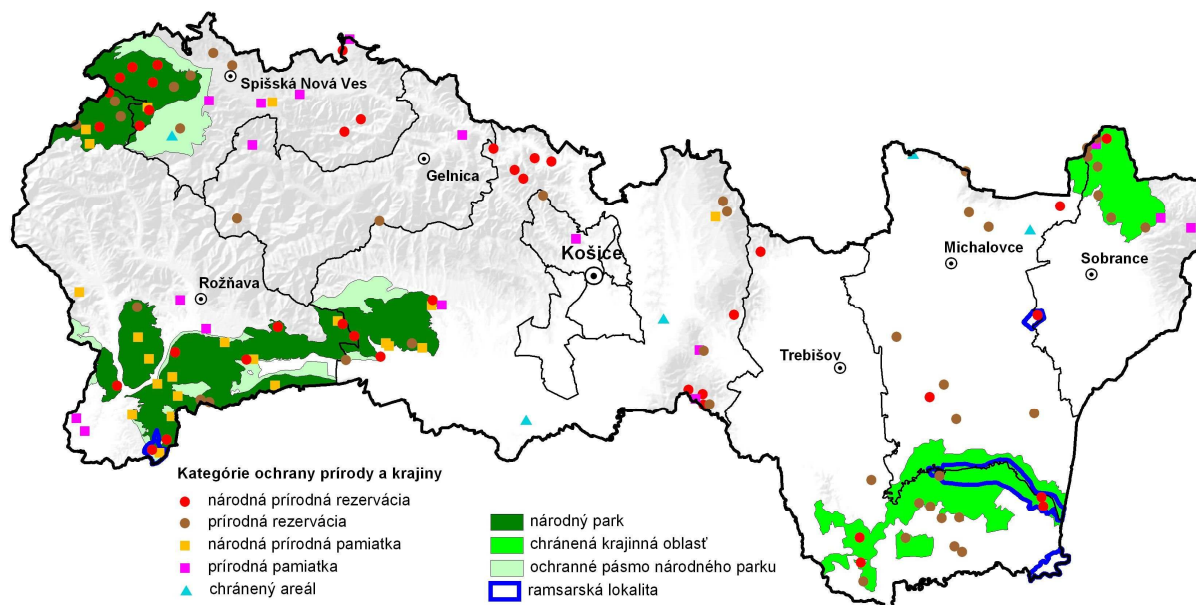 Spišská Nová Ves
Gelnica
Košice
Michalovce
Sobrance
Rožňava
Trebišov
Kategórie ochrany prírody a krajiny
národná prírodná rezervácia
prírodná rezervácia
národná prírodná pamiatka
prírodná pamiatka
chránený areál
národný park
chránená krajinná oblasť
ochranné pásmo národného parku
ramsarská lokalita